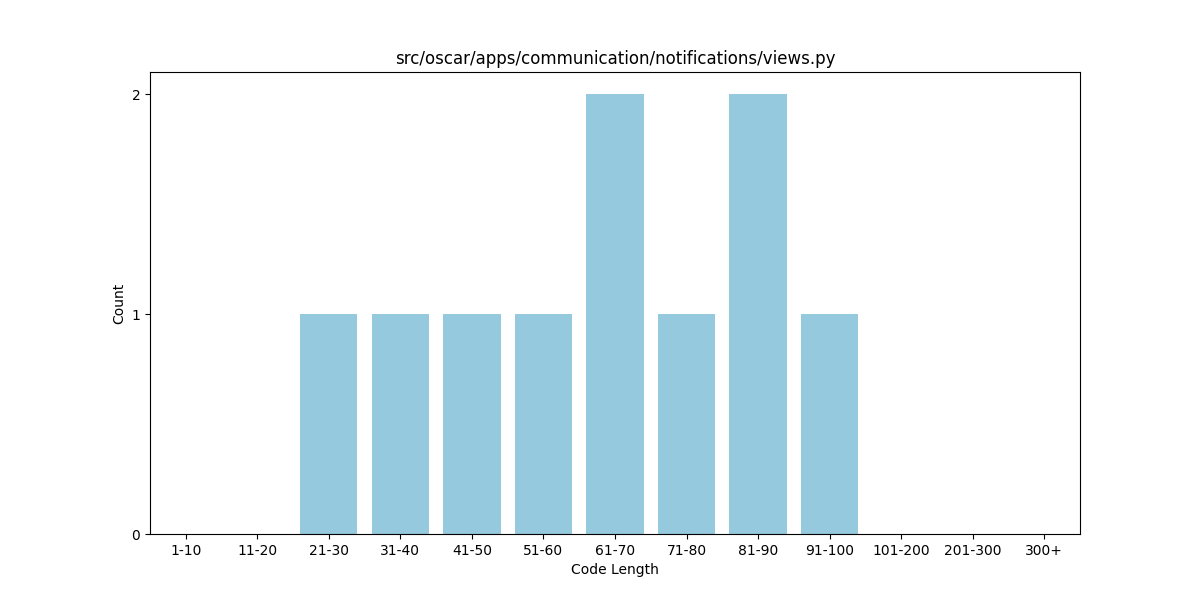 src/oscar/apps/communication/notifications/views.py
2
1
0
Count
1-10 11-20 21-30 31-40 41-50 51-60 61-70 71-80 81-90 91-100 101-200 201-300 300+
Code Length